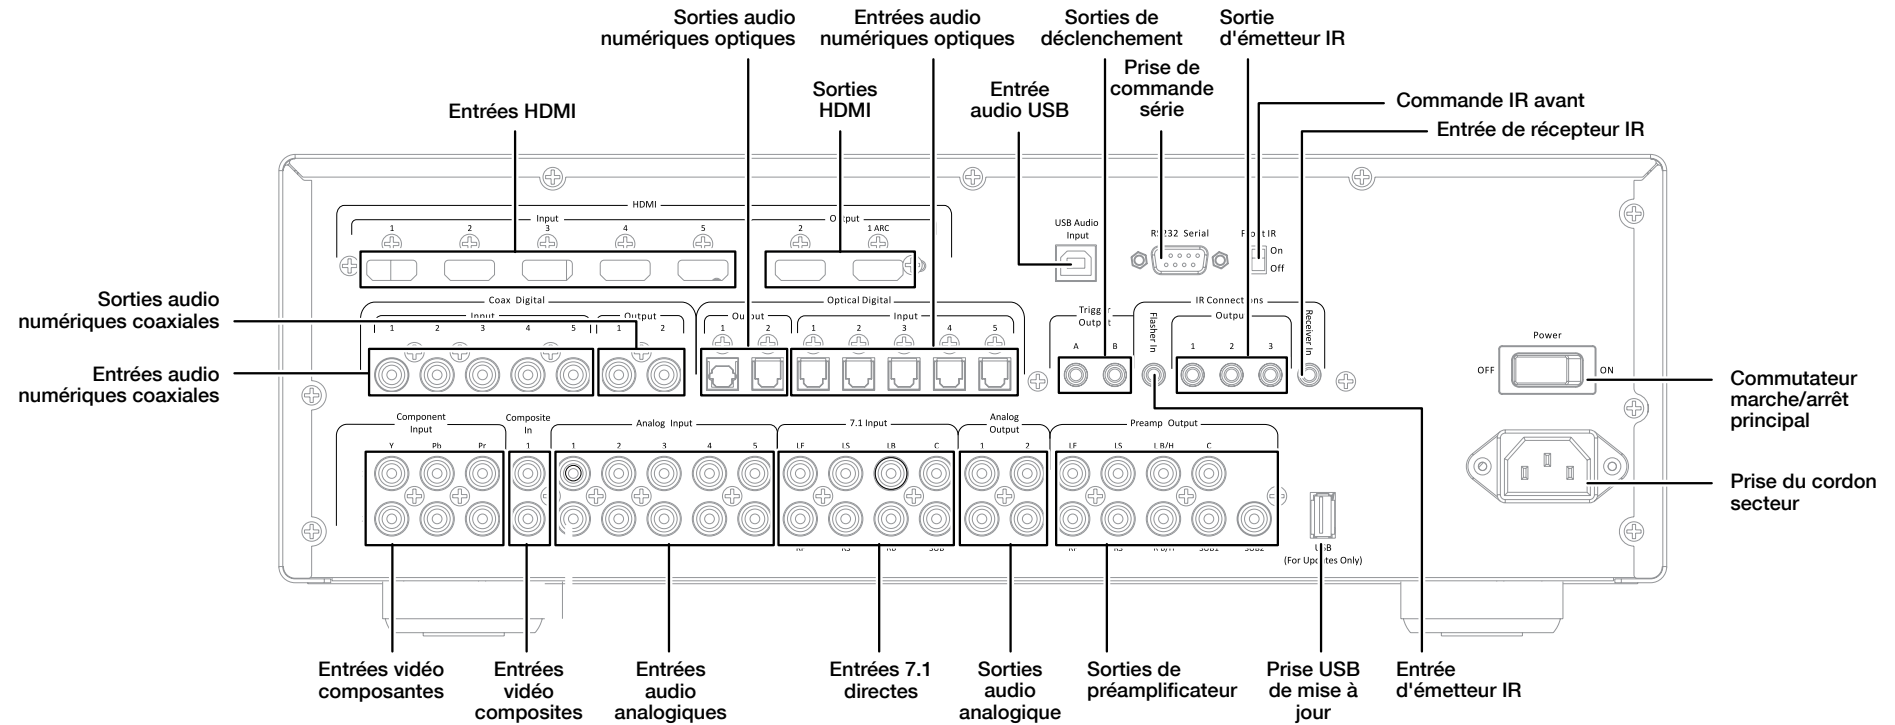 Sorties audio
numériques optiques
Entrées audio
numériques optiques
Sorties de
déclenchement
Sortie
d'émetteur IR
Entrées HDMI
Sorties
HDMI
Entrée
audio USB
Prise de
commande
série
Commande IR avant
Entrée de récepteur IR
HDMI
Input
Output
1 2 3 4 5
2 1 ARC
USB Audio
Input
RS232 Serial
Front IR
On
Off
Sorties audio
numériques coaxiales
Entrées audio
numériques coaxiales
Coax Digital
Input
Output
1 2 3 4 5
1 2
Optical Digital
Output
Input
1 2
1 2 3 4 5
Trigger
Output
A B
IR Connections
Flasher In
Output
1 2 3
Receiver In
Power
OFF
ON
Commutateur
marche/arrêt
principal
Component
Input
Y Pb Pr
Composite
In
1
Analog Input
1 2 3 4 5
7.1 Input
LF LS LB C
RF RS RB SUB
Analog
Output
1 2
Preamp Output
LF LS L B/H C
RF RS R B/H SUB1 SUB2
USB
(For Updates Only)
Prise du cordon
secteur
Entrées vidéo
composantes
Entrées
vidéo
composites
Entrées
audio
analogiques
Entrées 7.1
directes
Sorties
audio
analogique
Sorties de
préamplificateur
Prise USB
de mise à
jour
Entrée
d'émetteur IR